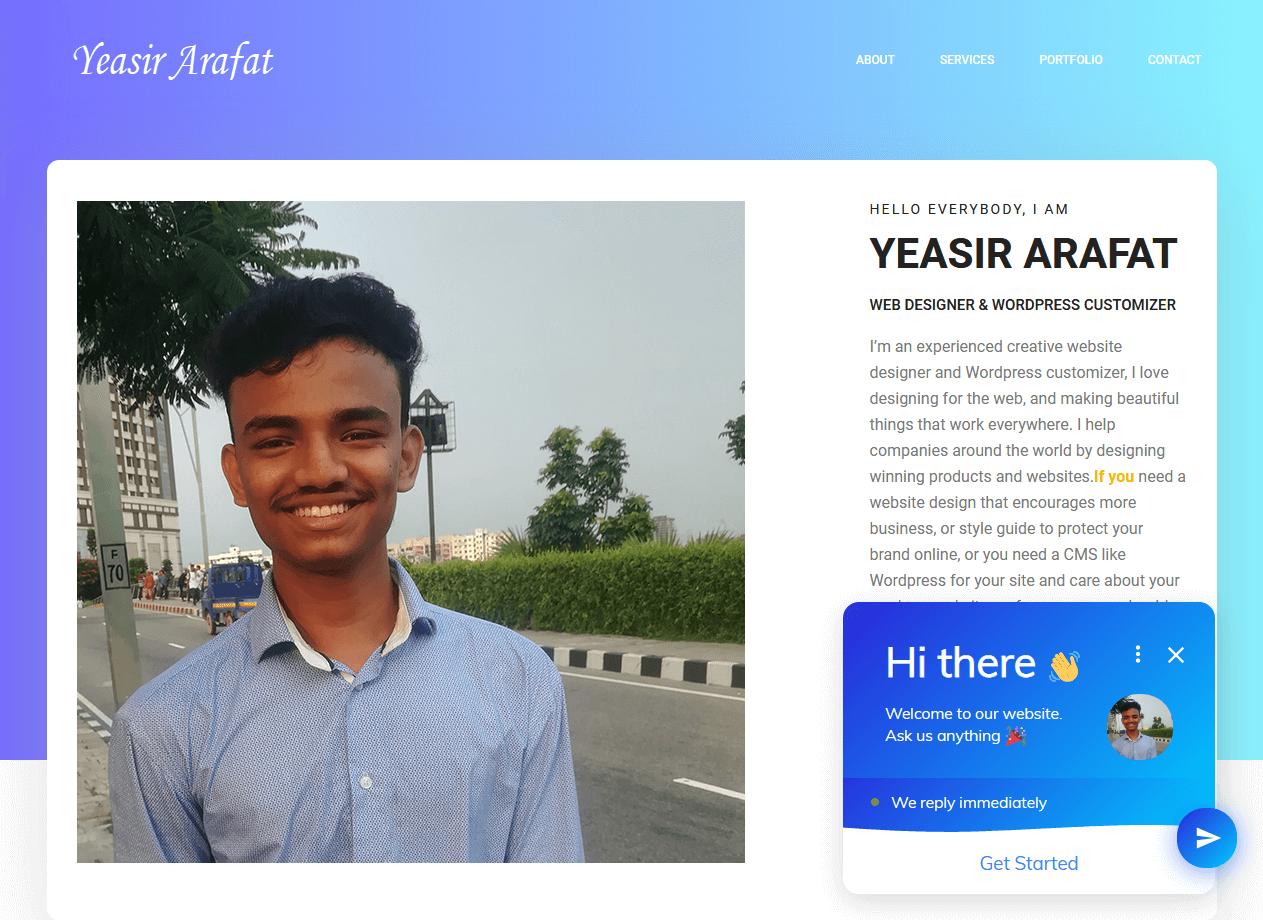 Yeasir Arafat
ABOUT
SERVICES
PORTFOLIO
CONTACT
HELLO EVERYBODY, I AM
YEASIR ARAFAT
WEB DESIGNER & WORDPRESS CUSTOMIZER
I'm an experienced creative website
designer and Wordpress customizer, I love
designing for the web, and making beautiful
things that work everywhere. I help
companies around the world by designing
winning products and websites.If you need a
website design that encourages more
business, or style guide to protect your
brand online, or you need a CMS like
Wordpress for your site and care about your
F
70
Hi there 👋
Welcome to our website.
Ask us anything 🎉
We reply immediately
Get Started